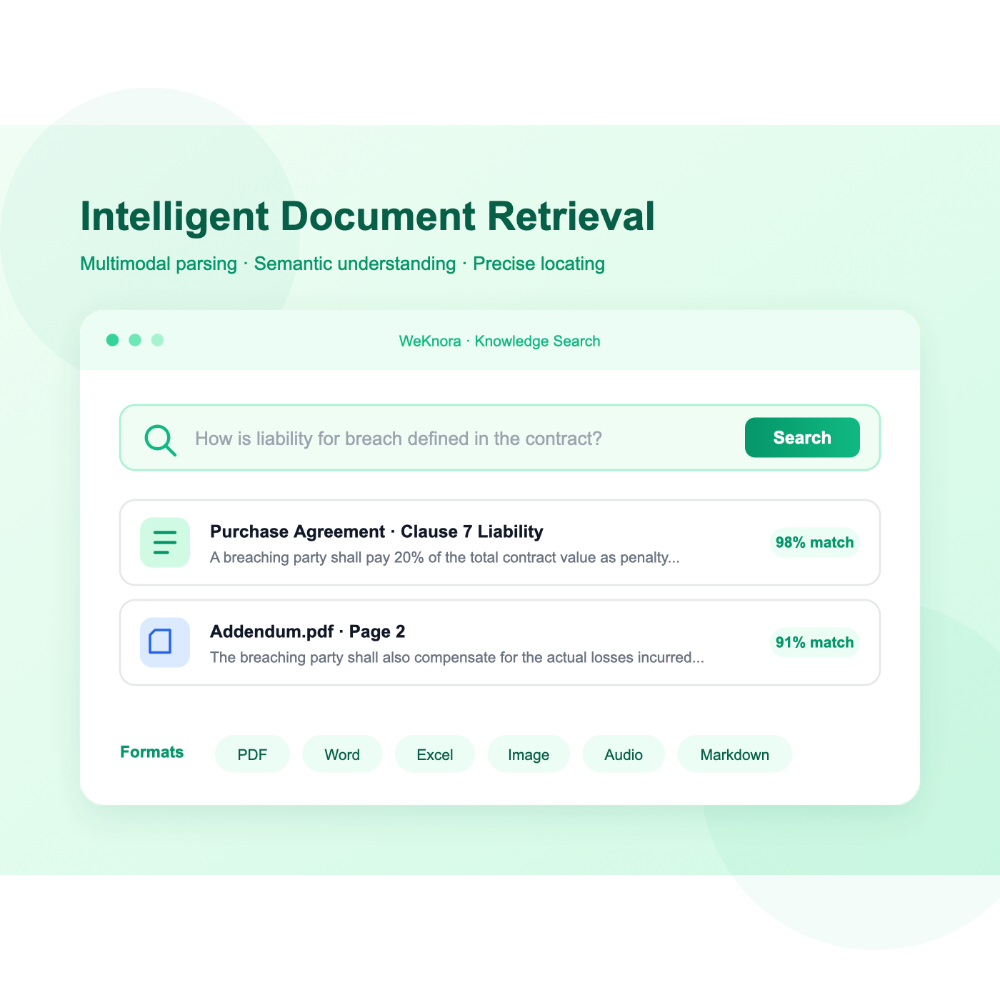 Intelligent Document Retrieval
Multimodal parsing · Semantic understanding · Precise locating
WeKnora · Knowledge Search
How is liability for breach defined in the contract?
Search
Purchase Agreement · Clause 7 Liability
A breaching party shall pay 20% of the total contract value as penalty...
98% match
Addendum.pdf · Page 2
The breaching party shall also compensate for the actual losses incurred...
91% match
Formats
PDF
Word
Excel
Image
Audio
Markdown